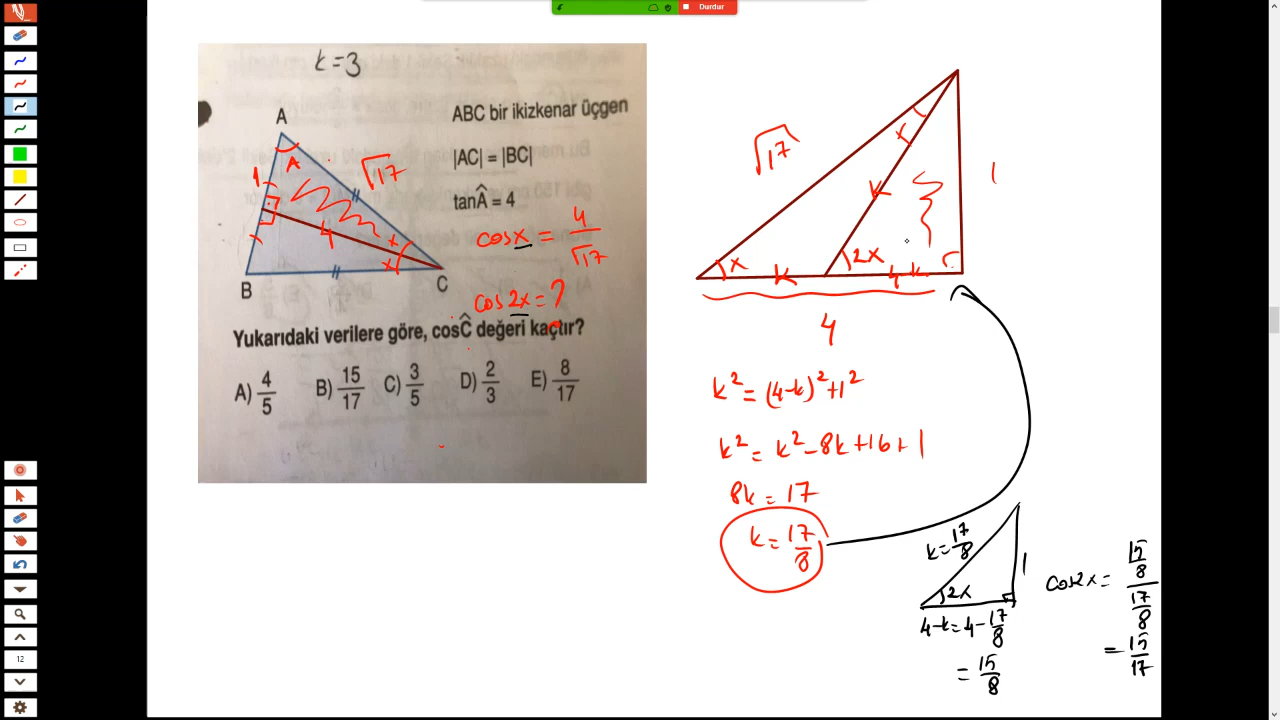 Durdur
k=3
A
ABC bir ikizkenar üçgen
|AC| = |BC|
tanÂ = 4
A
1
√17
4
x
x
B
C
cosx = 4/√17
cos2x = ?
Yukarıdaki verilere göre, cosĈ değeri kaçtır?
A) 4/5 B) 15/17 C) 3/5 D) 2/3 E) 8/17
√17
x
k
1
x
2x
k
4-k
4
k² = (4-k)² + 1²
k² = k² - 8k + 16 + 1
8k = 17
k = 17/8
k = 17/8
2x
1
4-k = 4 - 17/8
= 15/8
cos2x = 15/8 / 17/8
= 15/17
12